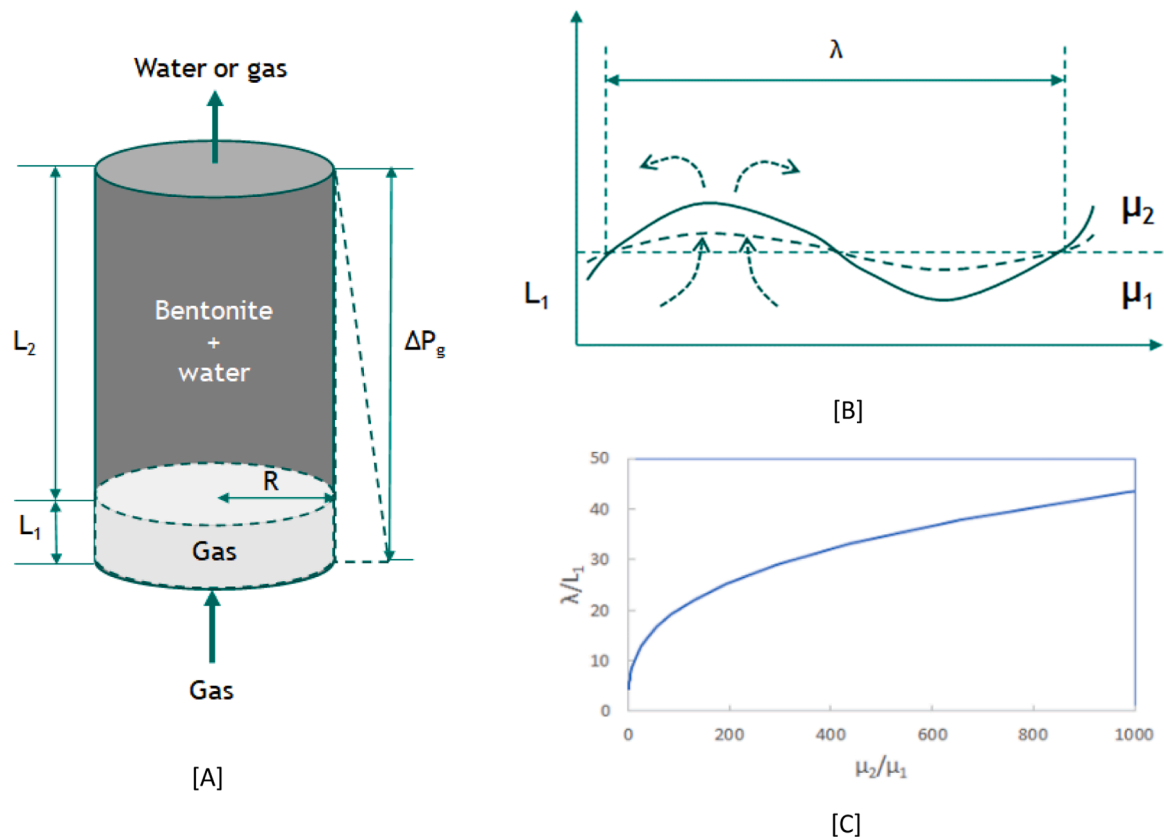 Water or gas
L₂
Bentonite
+
water
ΔP_g
R
L₁
Gas
Gas
[A]
λ
μ₂
L₁
μ₁
[B]
50
40
30
20
10
0
λ/L₁
0
200
400
600
800
1000
μ₂/μ₁
[C]